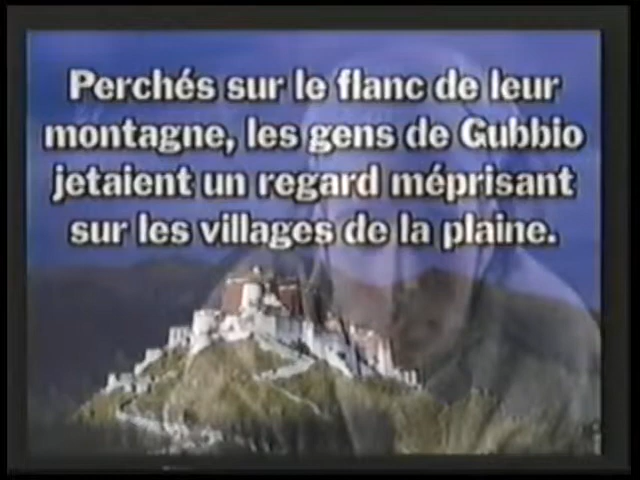 Perchés sur le flanc de leur
montagne, les gens de Gubbio
jetaient un regard méprisant
sur les villages de la plaine.